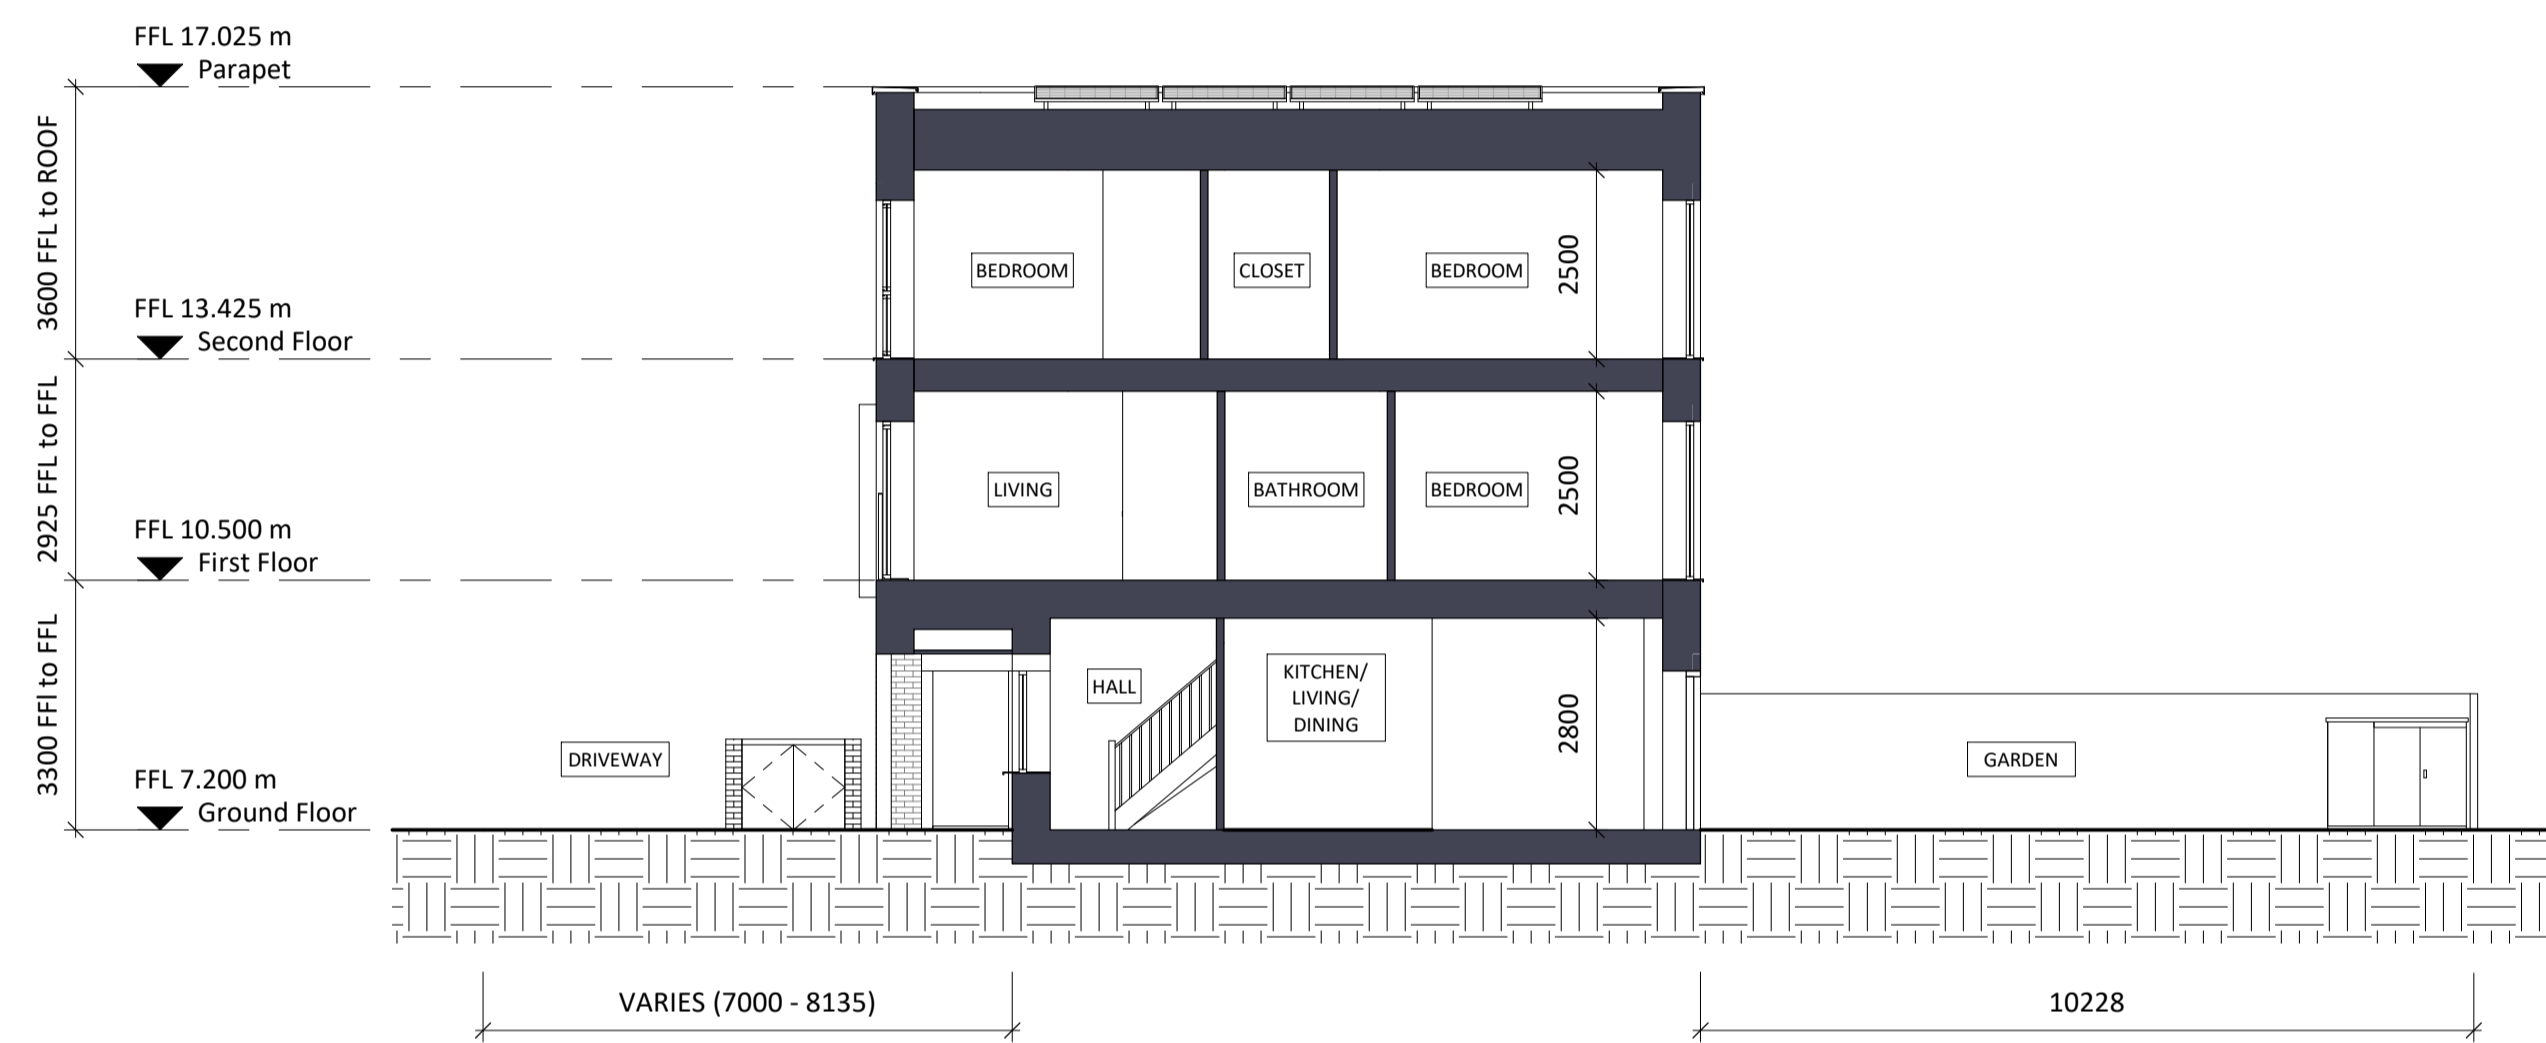 FFL 17.025 m
Parapet
3600 FFL to ROOF
BEDROOM
CLOSET
BEDROOM
2500
FFL 13.425 m
Second Floor
2925 FFL to FFL
LIVING
BATHROOM
BEDROOM
2500
FFL 10.500 m
First Floor
3300 FFl to FFL
HALL
KITCHEN/
LIVING/
DINING
2800
DRIVEWAY
GARDEN
FFL 7.200 m
Ground Floor
VARIES (7000 - 8135)
10228